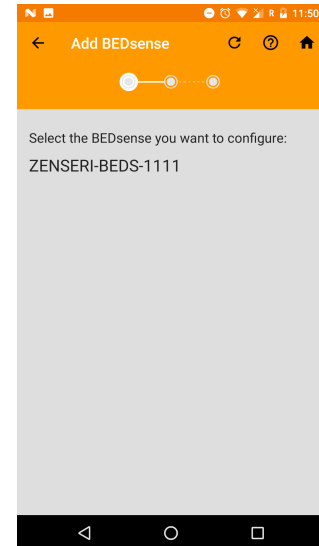 R 11:50
Add BEDsense
Select the BEDsense you want to configure:
ZENSERI-BEDS-1111